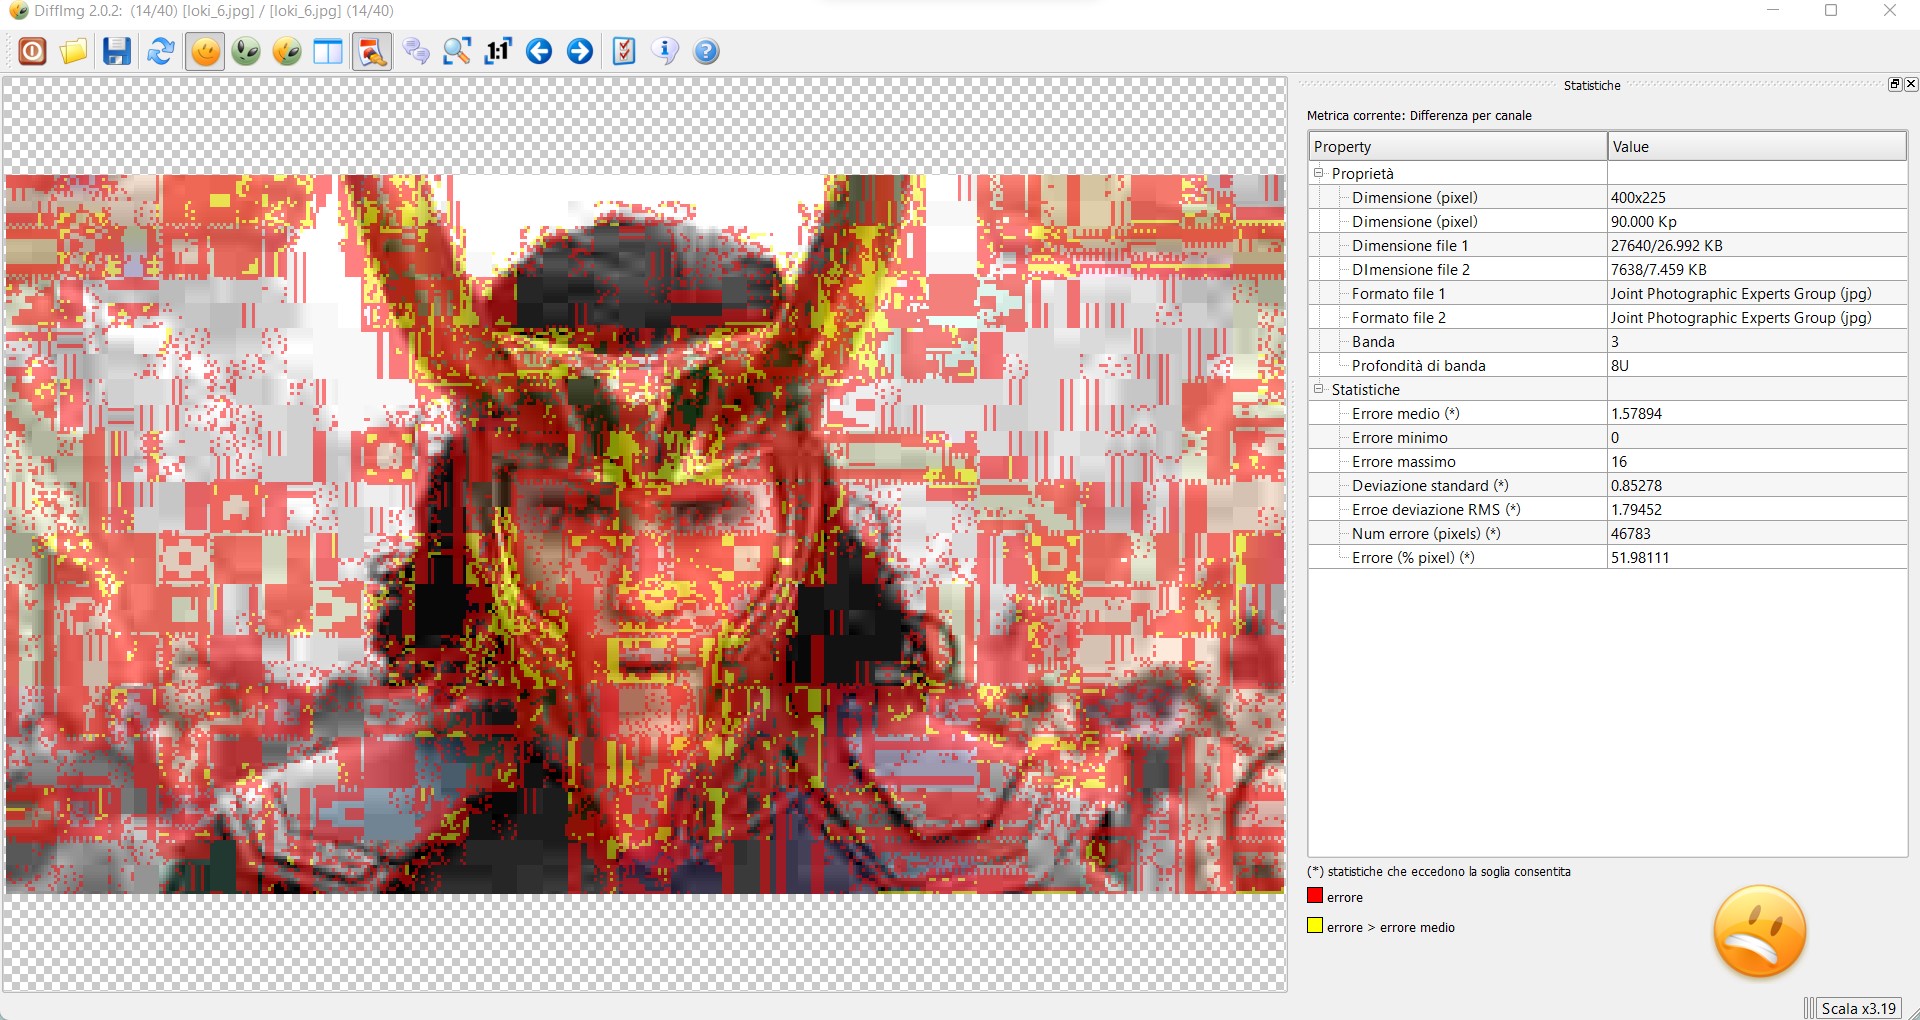 DiffImg 2.0.2: (14/40) [loki_6.jpg] / [loki_6.jpg] (14/40)
1:1
Statistiche
Metrica corrente: Differenza per canale
Property Value
Proprietà
Dimensione (pixel) 400x225
Dimensione (pixel) 90.000 Kp
Dimensione file 1 27640/26.992 KB
DImensione file 2 7638/7.459 KB
Formato file 1 Joint Photographic Experts Group (jpg)
Formato file 2 Joint Photographic Experts Group (jpg)
Banda 3
Profondità di banda 8U
Statistiche
Errore medio (*) 1.57894
Errore minimo 0
Errore massimo 16
Deviazione standard (*) 0.85278
Erroe deviazione RMS (*) 1.79452
Num errore (pixels) (*) 46783
Errore (% pixel) (*) 51.98111
(*) statistiche che eccedono la soglia consentita
errore
errore > errore medio
Scala x3.19